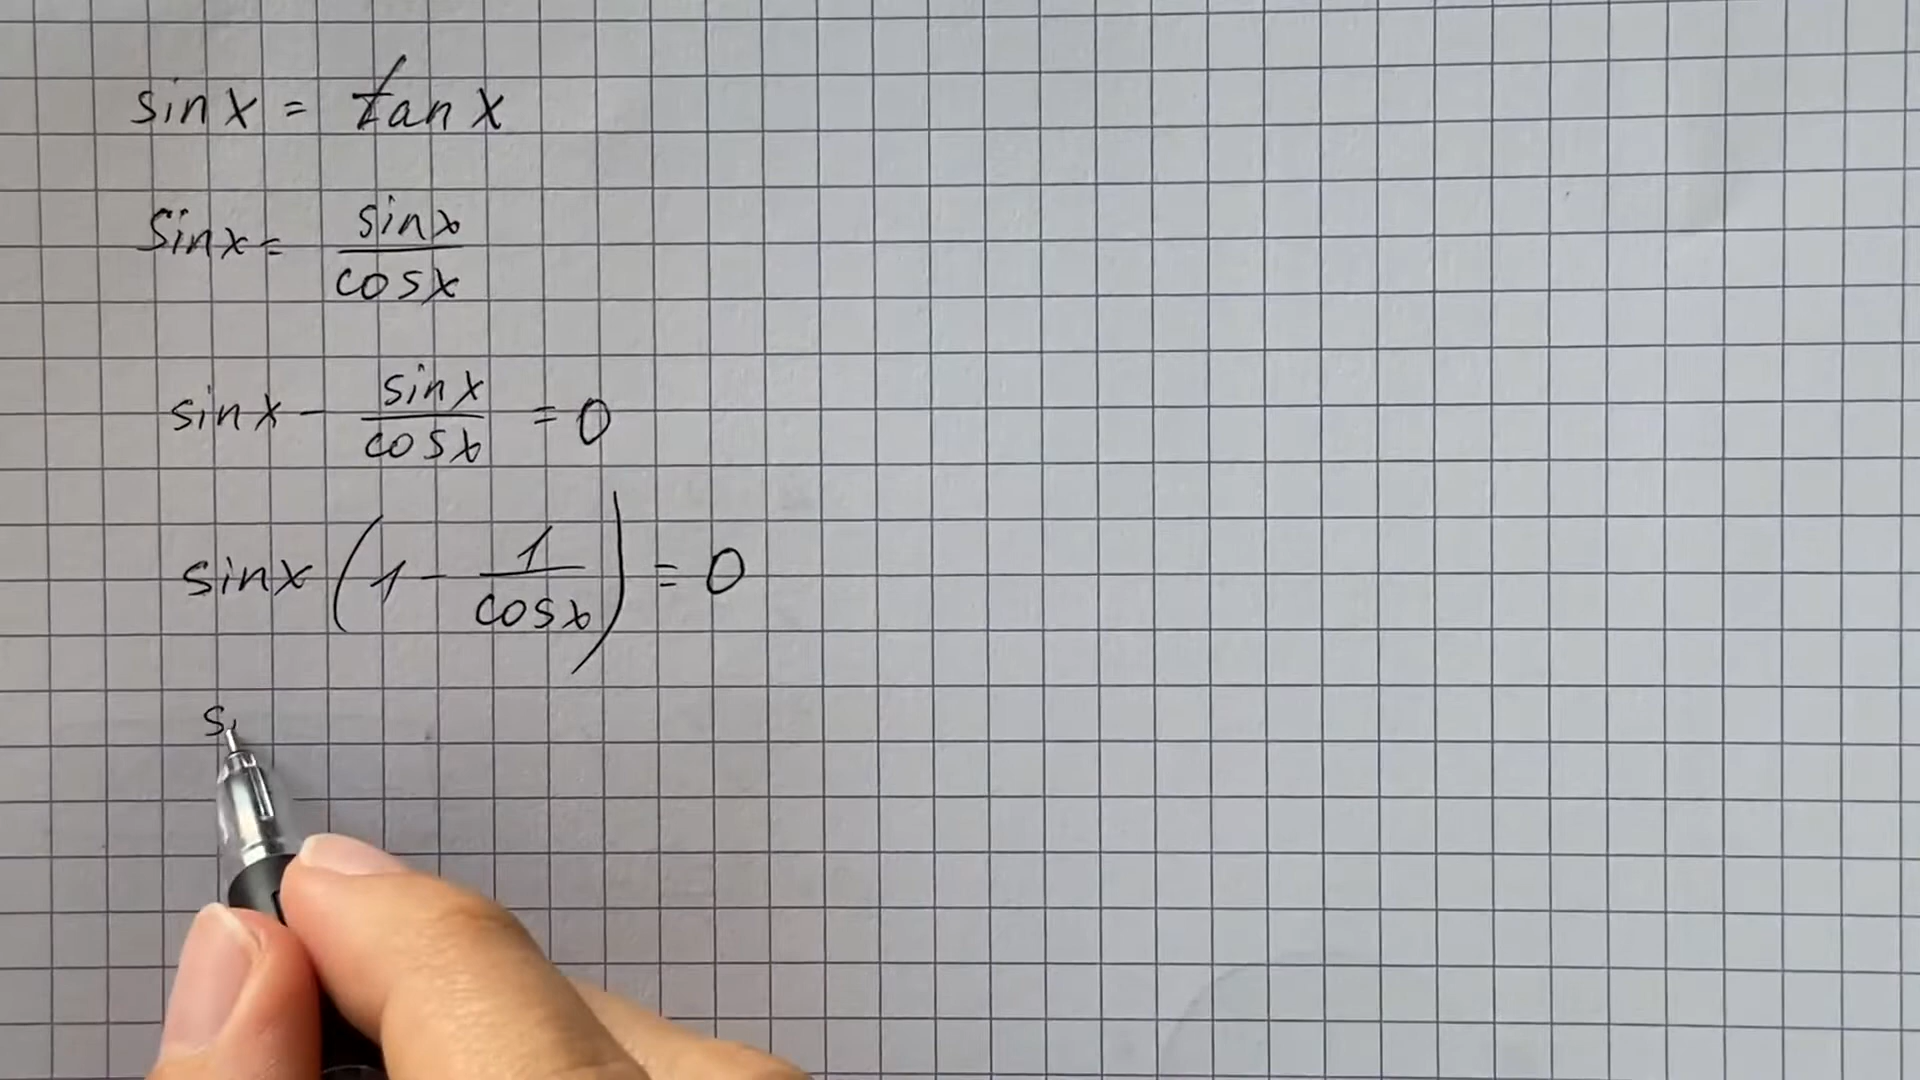 sin x = tan x
sin x = sin x / cos x
sin x - sin x / cos x = 0
sin x (1 - 1 / cos x) = 0
s